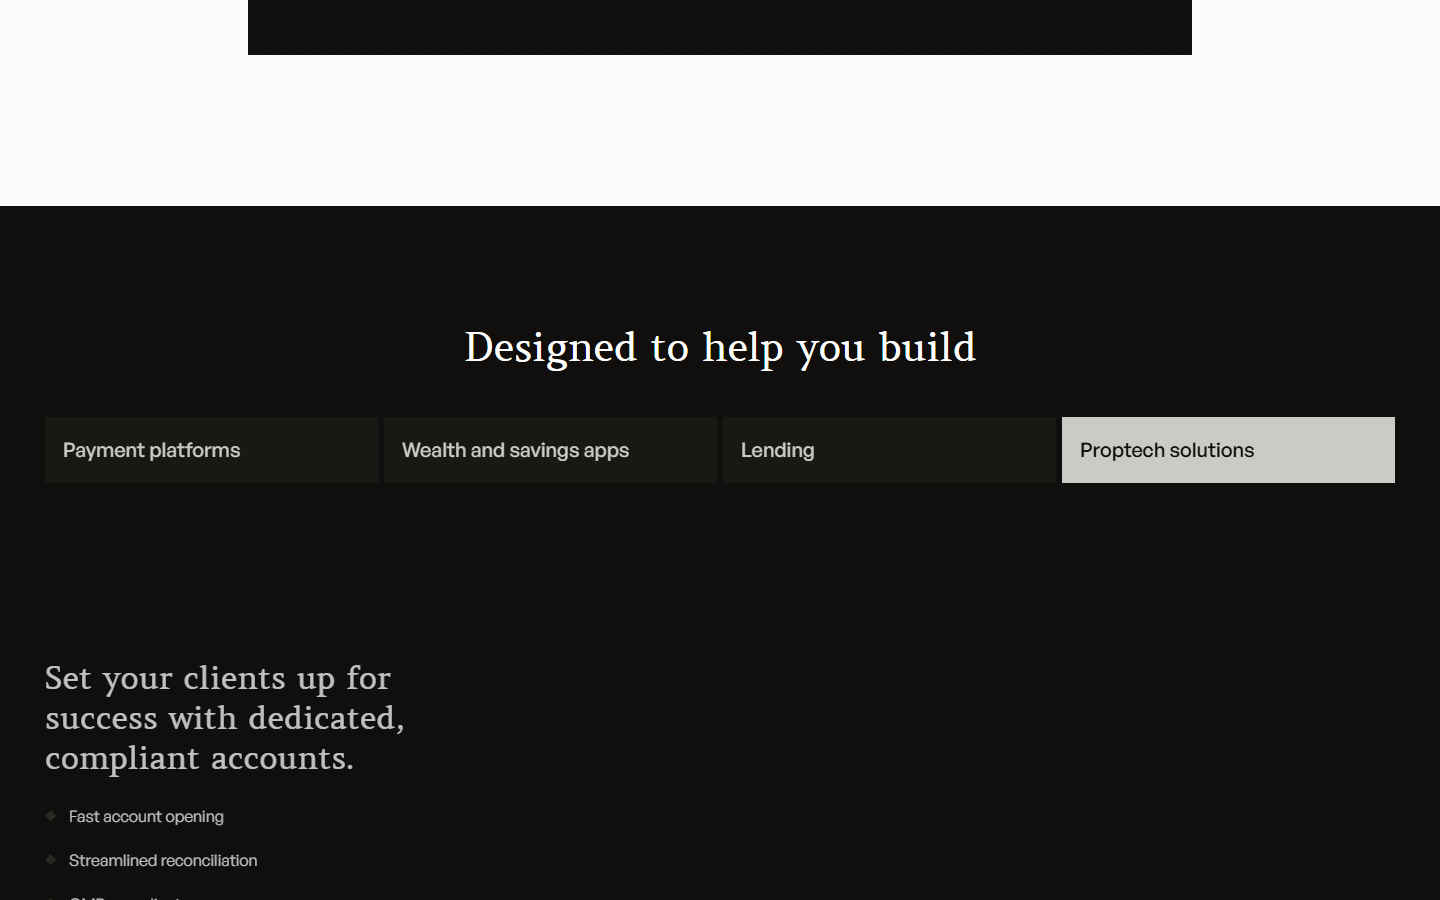 Designed to help you build
Payment platforms
Wealth and savings apps
Lending
Proptech solutions
Set your clients up for
success with dedicated,
compliant accounts.
Fast account opening
Streamlined reconciliation